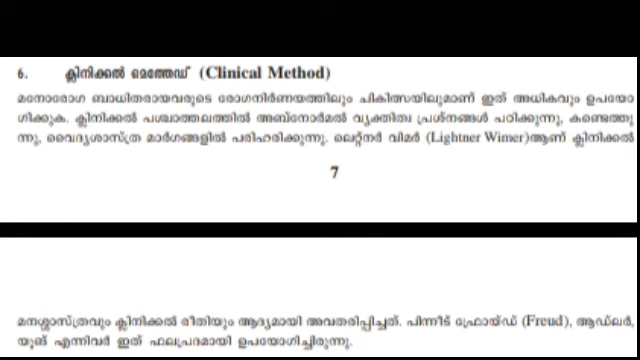 6. ക്ലിനിക്കൽ മെത്തേഡ് (Clinical Method)
മനോരോഗ ബാധിതരായവരുടെ രോഗനിർണയത്തിലും ചികിത്സയിലുമാണ് ഇത് അധികവും ഉപയോ
ഗിക്കുക. ക്ലിനിക്കൽ പശ്ചാത്തലത്തിൽ അബ്നോർമൽ വ്യക്തിത്വ പ്രശ്നങ്ങൾ പഠിക്കുന്നു, കണ്ടെത്തു
ന്നു, വൈദ്യശാസ്ത്ര മാർഗങ്ങളിൽ പരിഹരിക്കുന്നു. ലെറ്റ്നർ വിമർ (Lightner Wimer)ആണ് ക്ലിനിക്കൽ
7
മനശ്ശാസ്ത്രവും ക്ലിനിക്കൽ രീതിയും ആദ്യമായി അവതരിപ്പിച്ചത്. പിന്നീട് ഫ്രോയ്ഡ് (Freud), ആഡ്‌ലർ,
യുങ് എന്നിവർ ഇത് ഫലപ്രദമായി ഉപയോഗിച്ചിരുന്നു.